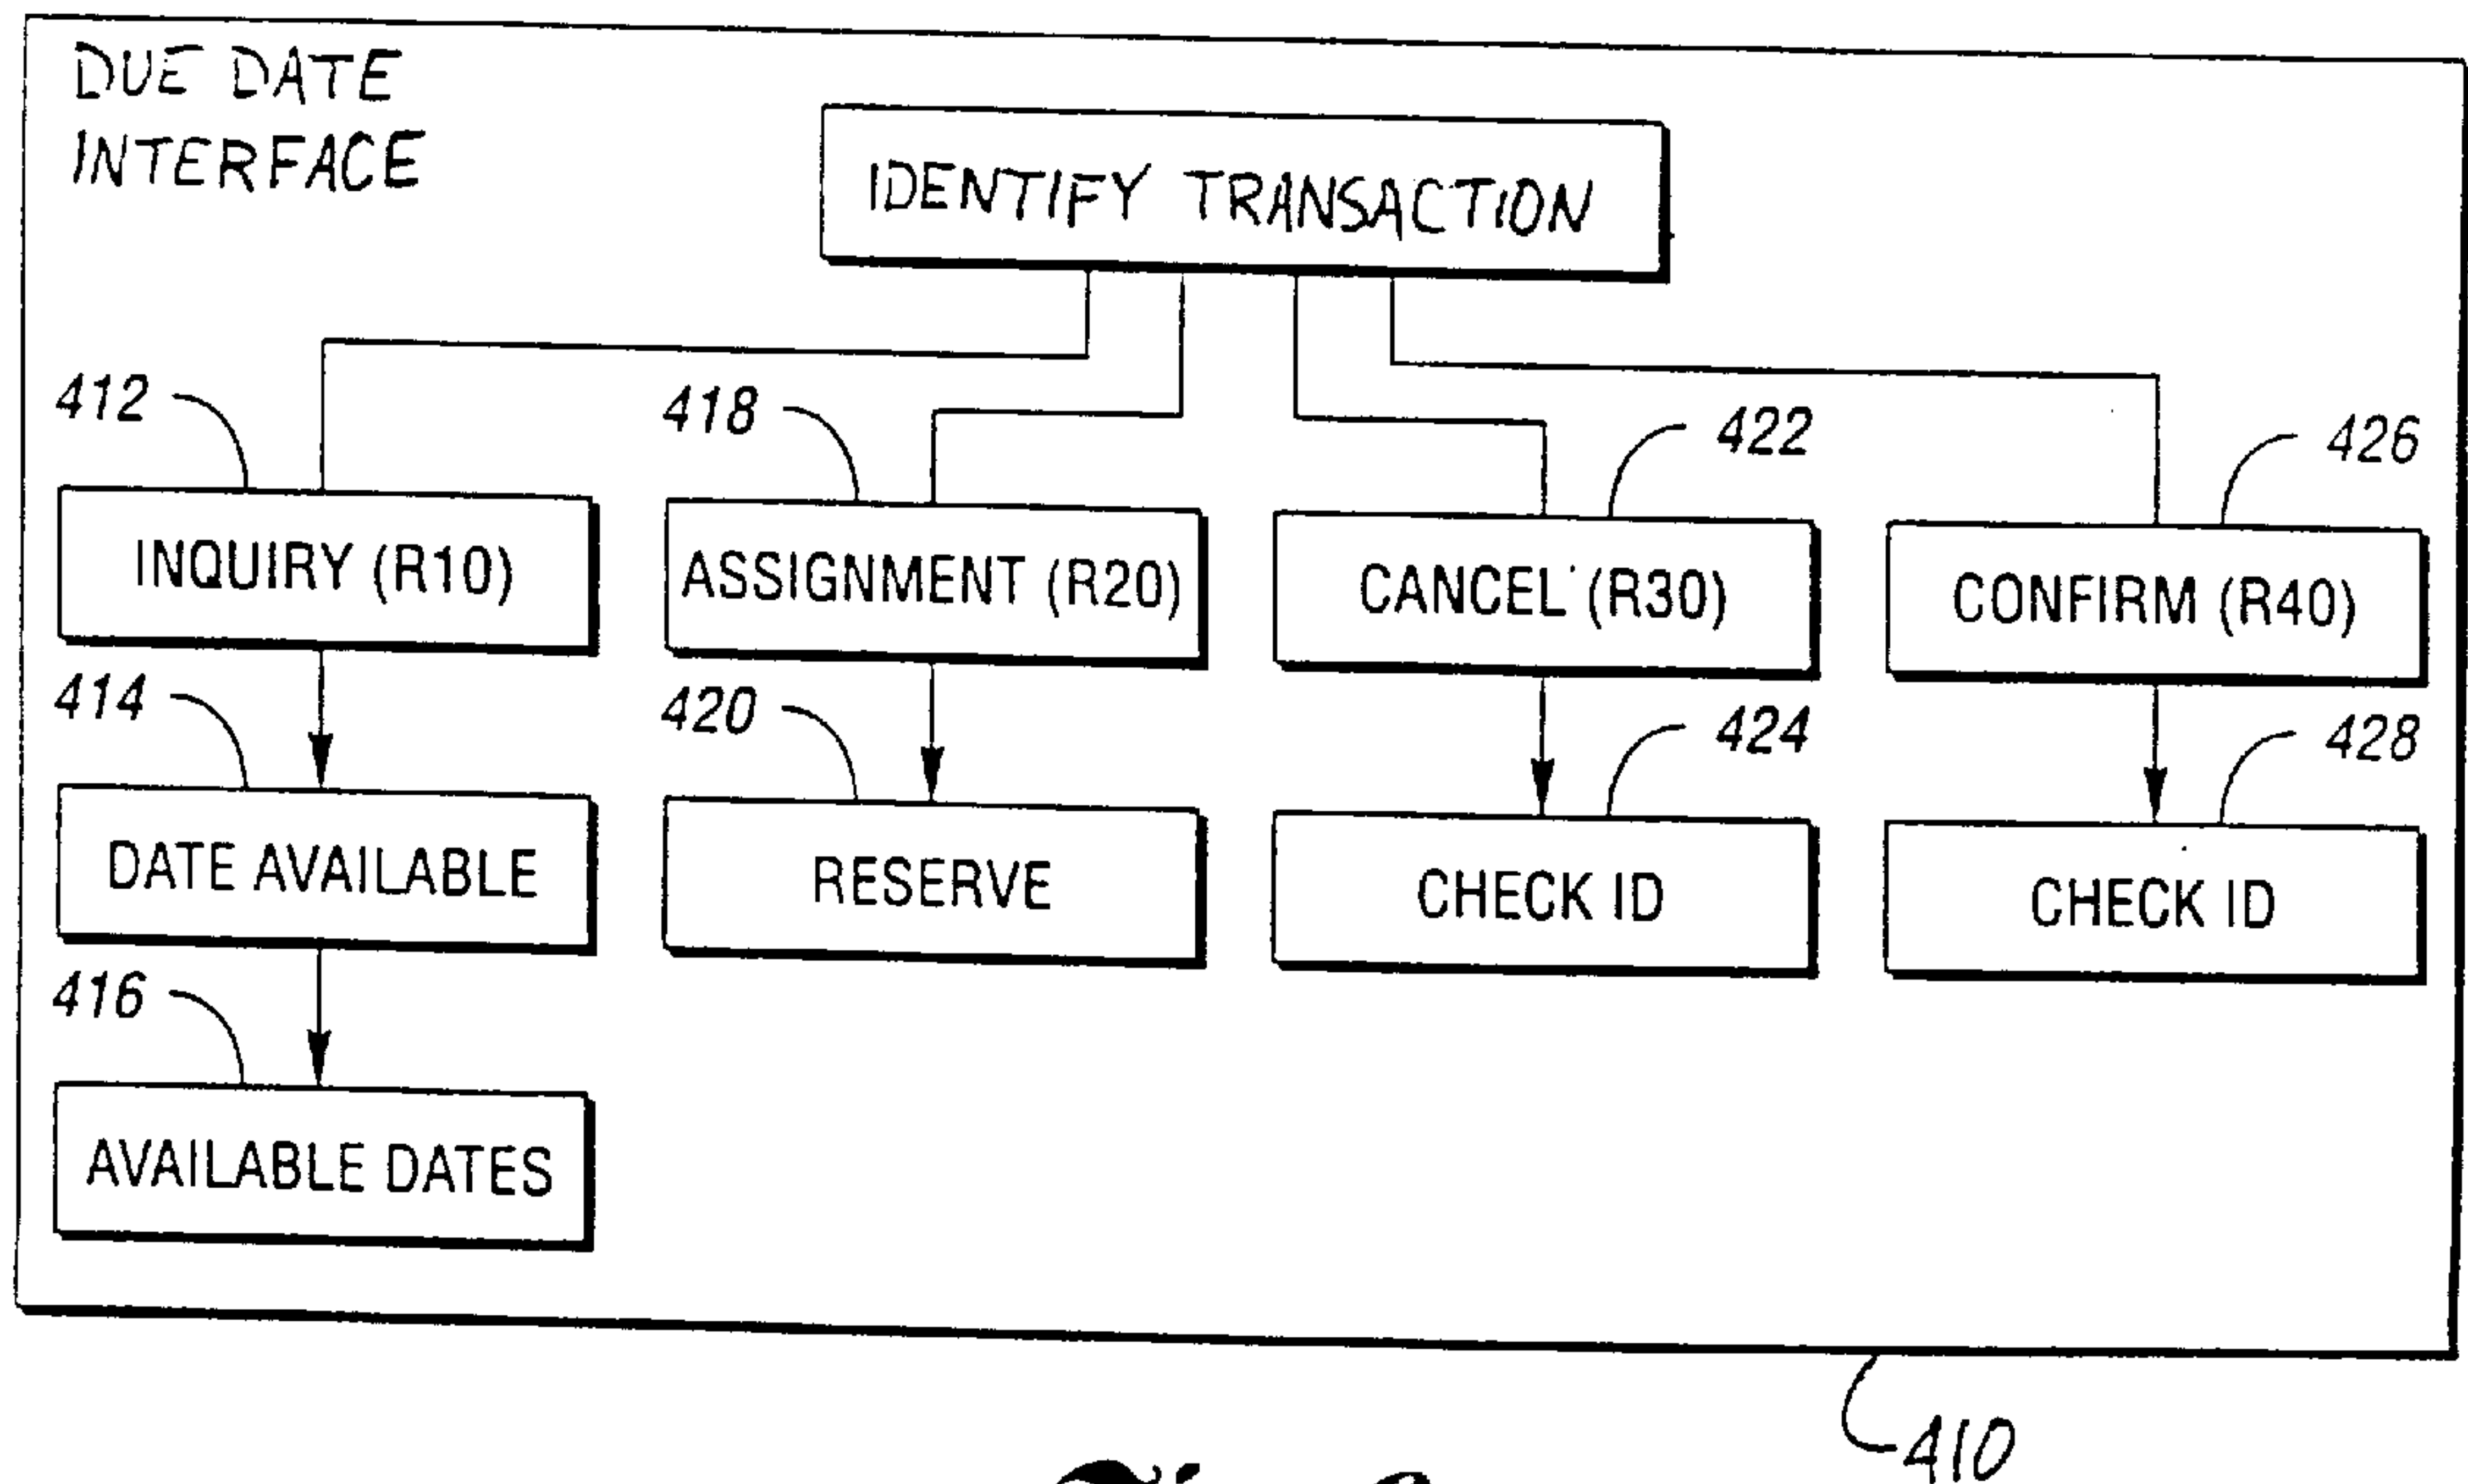 DUE DATE
INTERFACE
IDENTIFY TRANSACTION
412
418
422
426
INQUIRY (R10)
ASSIGNMENT (R20)
CANCEL (R30)
CONFIRM (R40)
414
420
424
428
DATE AVAILABLE
RESERVE
CHECK ID
CHECK ID
416
AVAILABLE DATES
410